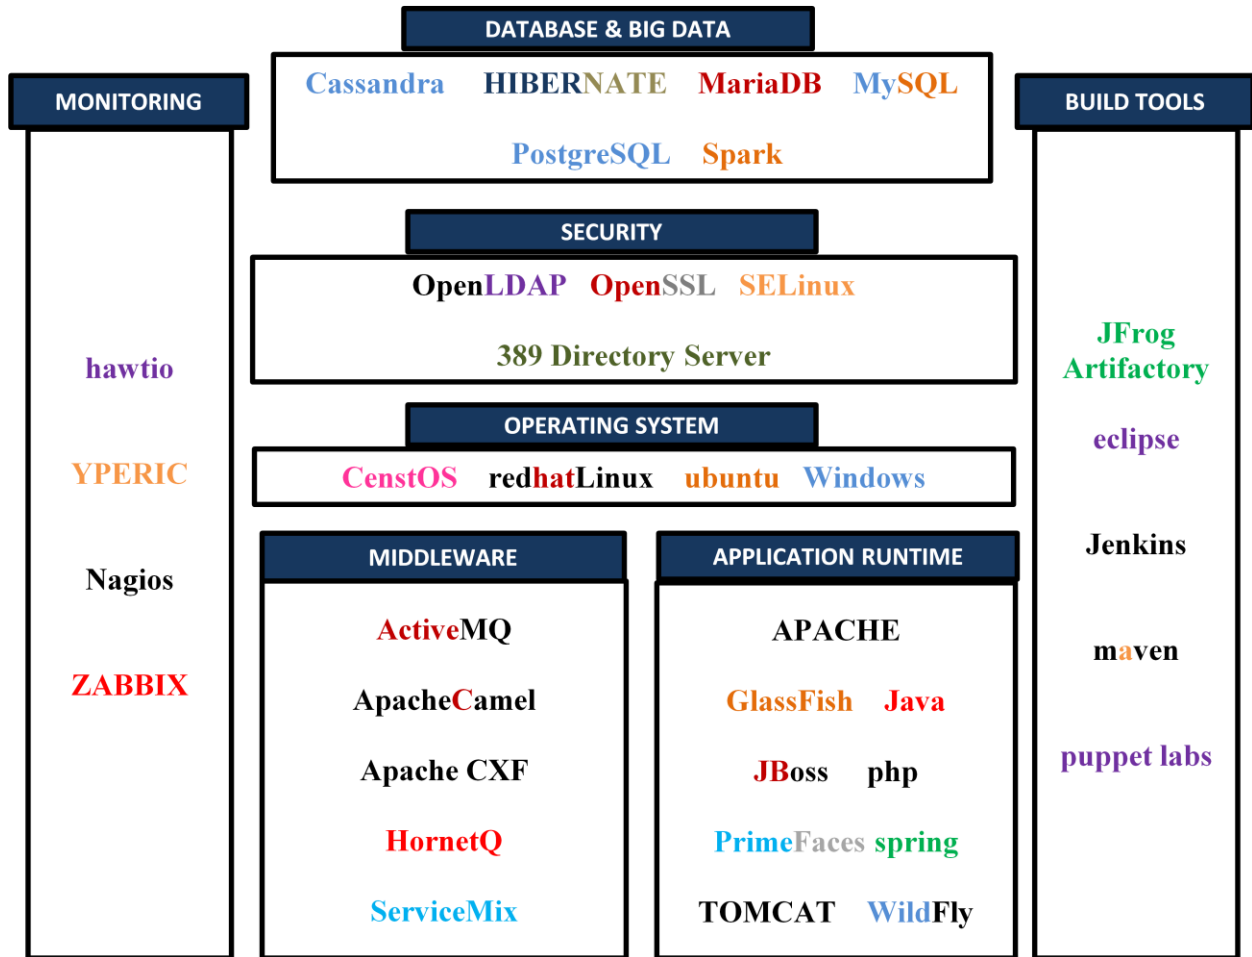 DATABASE & BIG DATA
Cassandra HIBERNATE MariaDB MySQL
PostgreSQL Spark
MONITORING
hawtio
YPERIC
Nagios
ZABBIX
SECURITY
OpenLDAP OpenSSL SELinux
389 Directory Server
OPERATING SYSTEM
CenstOS redhatLinux ubuntu Windows
MIDDLEWARE
ActiveMQ
ApacheCamel
Apache CXF
HornetQ
ServiceMix
APPLICATION RUNTIME
APACHE
GlassFish Java
JBoss php
PrimeFaces spring
TOMCAT WildFly
BUILD TOOLS
JFrog
Artifactory
eclipse
Jenkins
maven
puppet labs